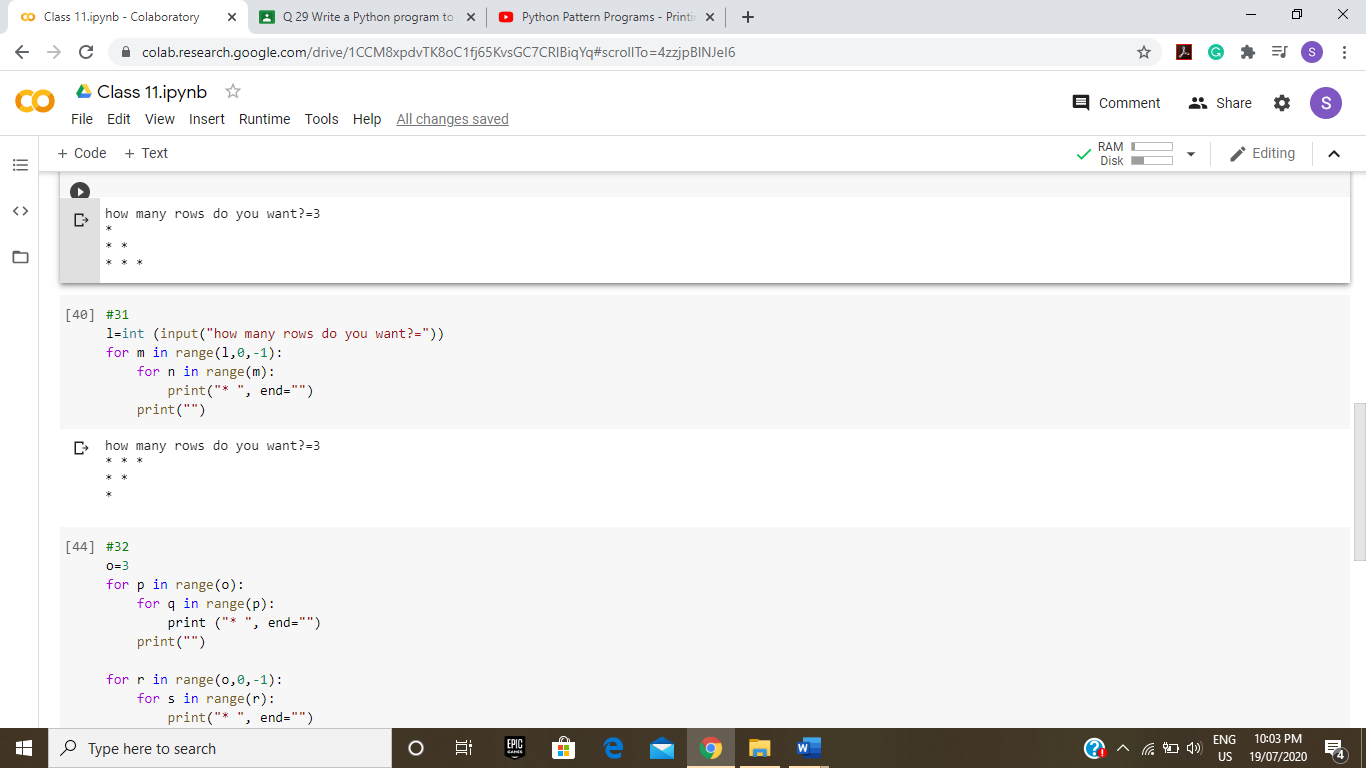 Class 11.ipynb - Colaboratory
Q 29 Write a Python program to
Python Pattern Programs - Printi
colab.research.google.com/drive/1CCM8xpdvTK8oC1fj65KvsGC7CRIBiqYq#scrollTo=4zzjpBlNJeI6
S
Class 11.ipynb
Comment
Share
S
File Edit View Insert Runtime Tools Help All changes saved
+ Code + Text
RAM
Disk
Editing
how many rows do you want?=3
*
* *
* * *
[40] #31
l=int (input("how many rows do you want?="))
for m in range(l,0,-1):
    for n in range(m):
        print("* ", end="")
    print("")
how many rows do you want?=3
* * *
* *
*
[44] #32
o=3
for p in range(o):
    for q in range(p):
        print ("* ", end="")
    print("")
for r in range(o,0,-1):
    for s in range(r):
        print("* ", end="")
Type here to search
EPIC
GAMES
ENG
US
10:03 PM
19/07/2020
4